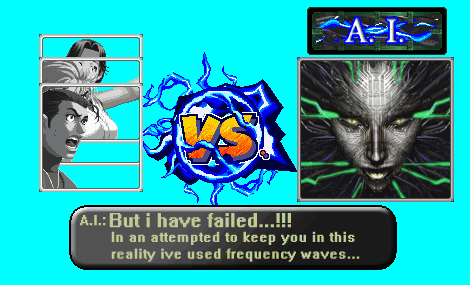 A. I.
VS.
A.I.: But i have failed...!!!
In an attempted to keep you in this
reality ive used frequency waves...